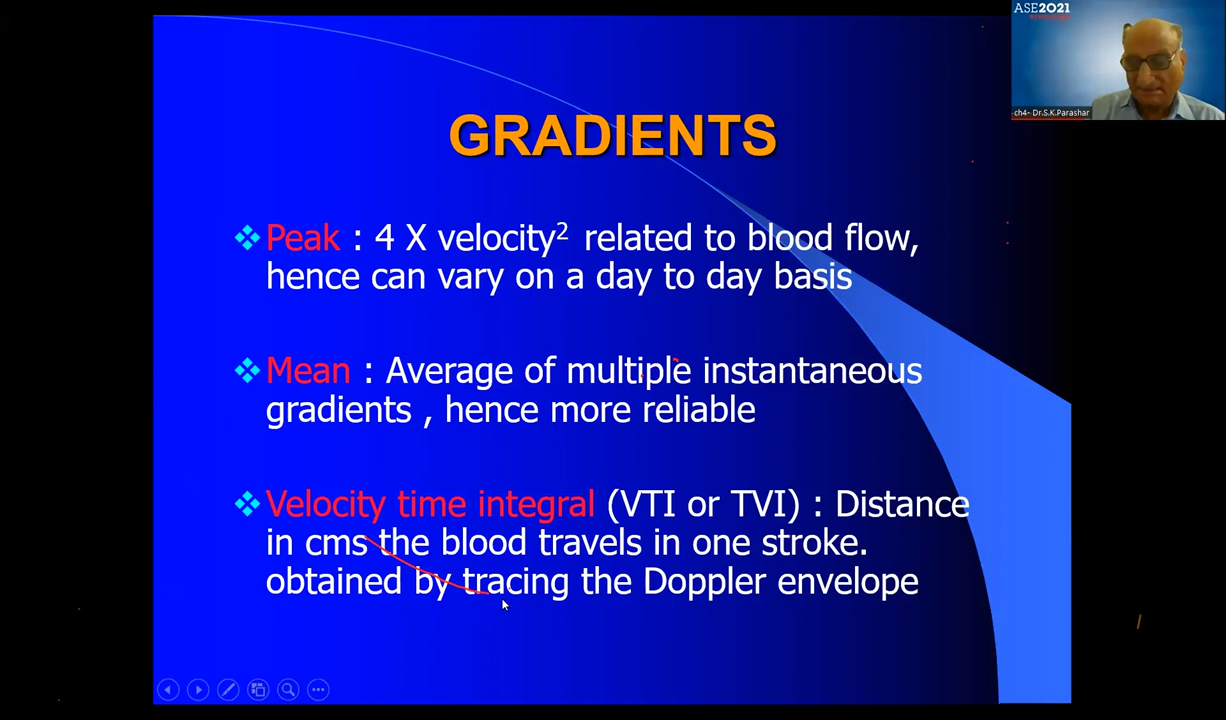 ASE2021
ch4- Dr.S.K.Parashar
GRADIENTS
Peak : 4 X velocity² related to blood flow,
hence can vary on a day to day basis
Mean : Average of multiple instantaneous
gradients , hence more reliable
Velocity time integral (VTI or TVI) : Distance
in cms the blood travels in one stroke.
obtained by tracing the Doppler envelope